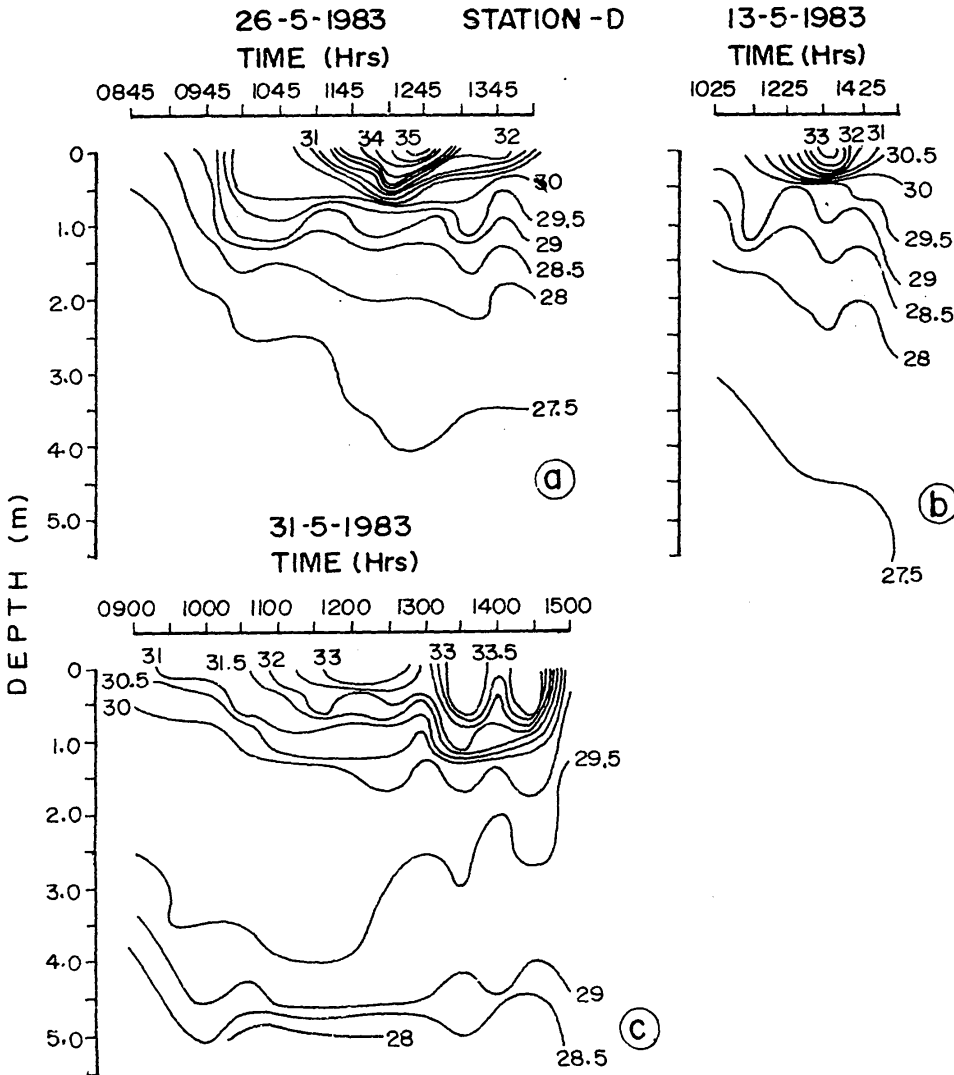 26-5-1983 STATION-D 13-5-1983
TIME (Hrs) TIME (Hrs)
0845 0945 1045 1145 1245 1345
1025 1225 1425
31 34 35 32
33 32 31
30.5
30
29.5
29
28.5
28
27.5
0
1.0
2.0
3.0
4.0
5.0
30
29.5
29
28.5
28
27.5
a
b
DEPTH (m)
31-5-1983
TIME (Hrs)
0900 1000 1100 1200 1300 1400 1500
31 31.5 32 33 33 33.5
30.5
30
0
1.0
2.0
3.0
4.0
5.0
29.5
29
28.5
28
c